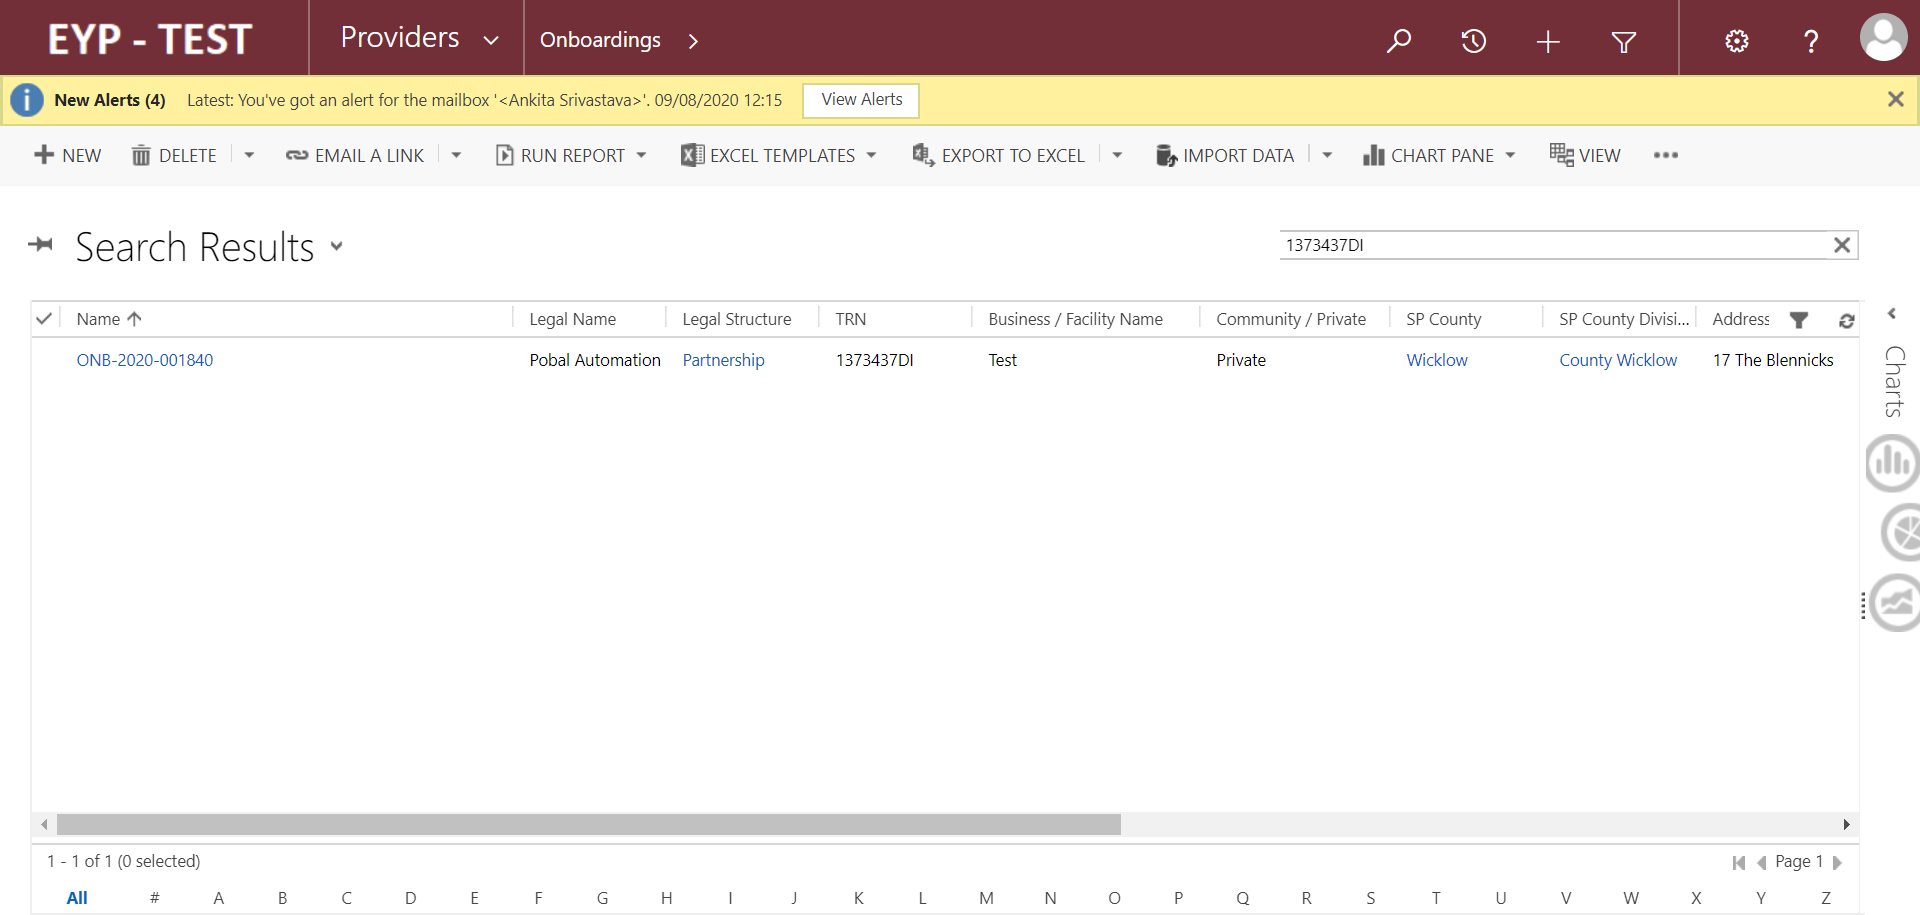 EYP - TEST Providers Onboardings
New Alerts (4) Latest: You've got an alert for the mailbox '<Ankita Srivastava>'. 09/08/2020 12:15 View Alerts
NEW DELETE EMAIL A LINK RUN REPORT EXCEL TEMPLATES EXPORT TO EXCEL IMPORT DATA CHART PANE VIEW
Search Results 1373437DI
Name Legal Name Legal Structure TRN Business / Facility Name Community / Private SP County SP County Divisi... Address
ONB-2020-001840 Pobal Automation Partnership 1373437DI Test Private Wicklow County Wicklow 17 The Blennicks
Charts
1 - 1 of 1 (0 selected) Page 1
All # A B C D E F G H I J K L M N O P Q R S T U V W X Y Z